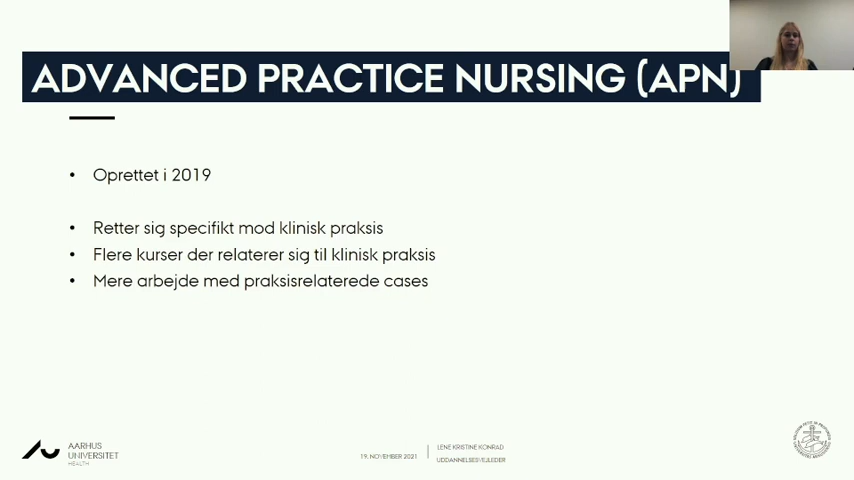 ADVANCED PRACTICE NURSING (APN)
• Oprettet i 2019
• Retter sig specifikt mod klinisk praksis
• Flere kurser der relaterer sig til klinisk praksis
• Mere arbejde med praksisrelaterede cases
AARHUS
UNIVERSITET
HEALTH
19. NOVEMBER 2021
LENE KRISTINE KONRAD
UDDANNELSESVEJLEDER